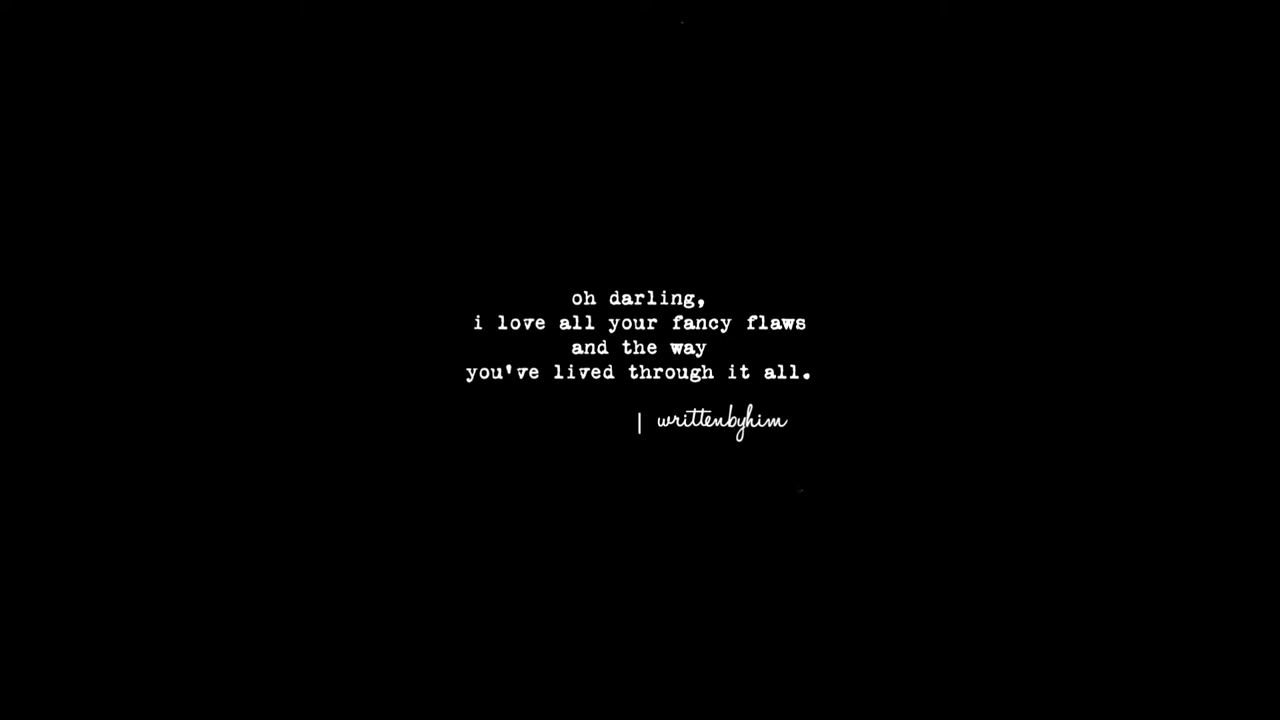 oh darling,
i love all your fancy flaws
and the way
you've lived through it all.
| writtenbyhim